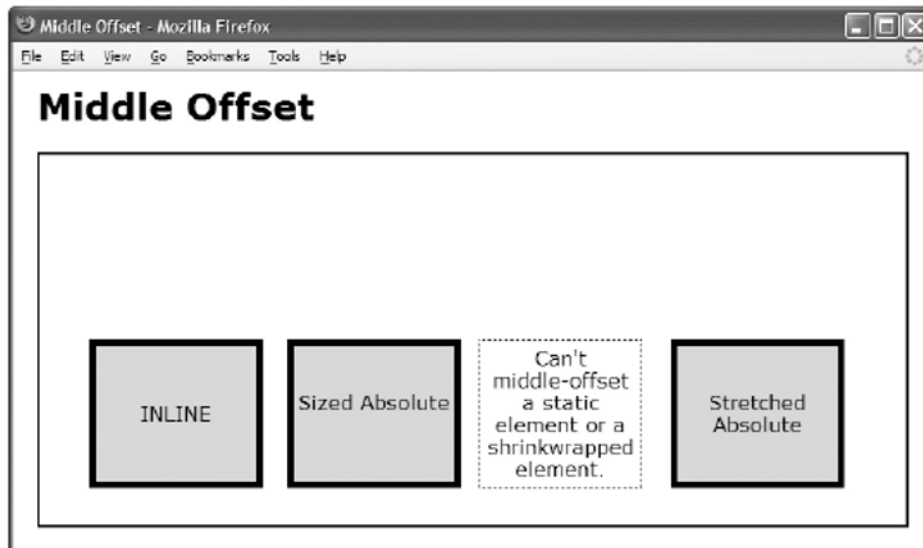 Middle Offset - Mozilla Firefox
File Edit View Go Bookmarks Tools Help
Middle Offset
INLINE
Sized Absolute
Can't
middle-offset
a static
element or a
shrinkwrapped
element.
Stretched
Absolute